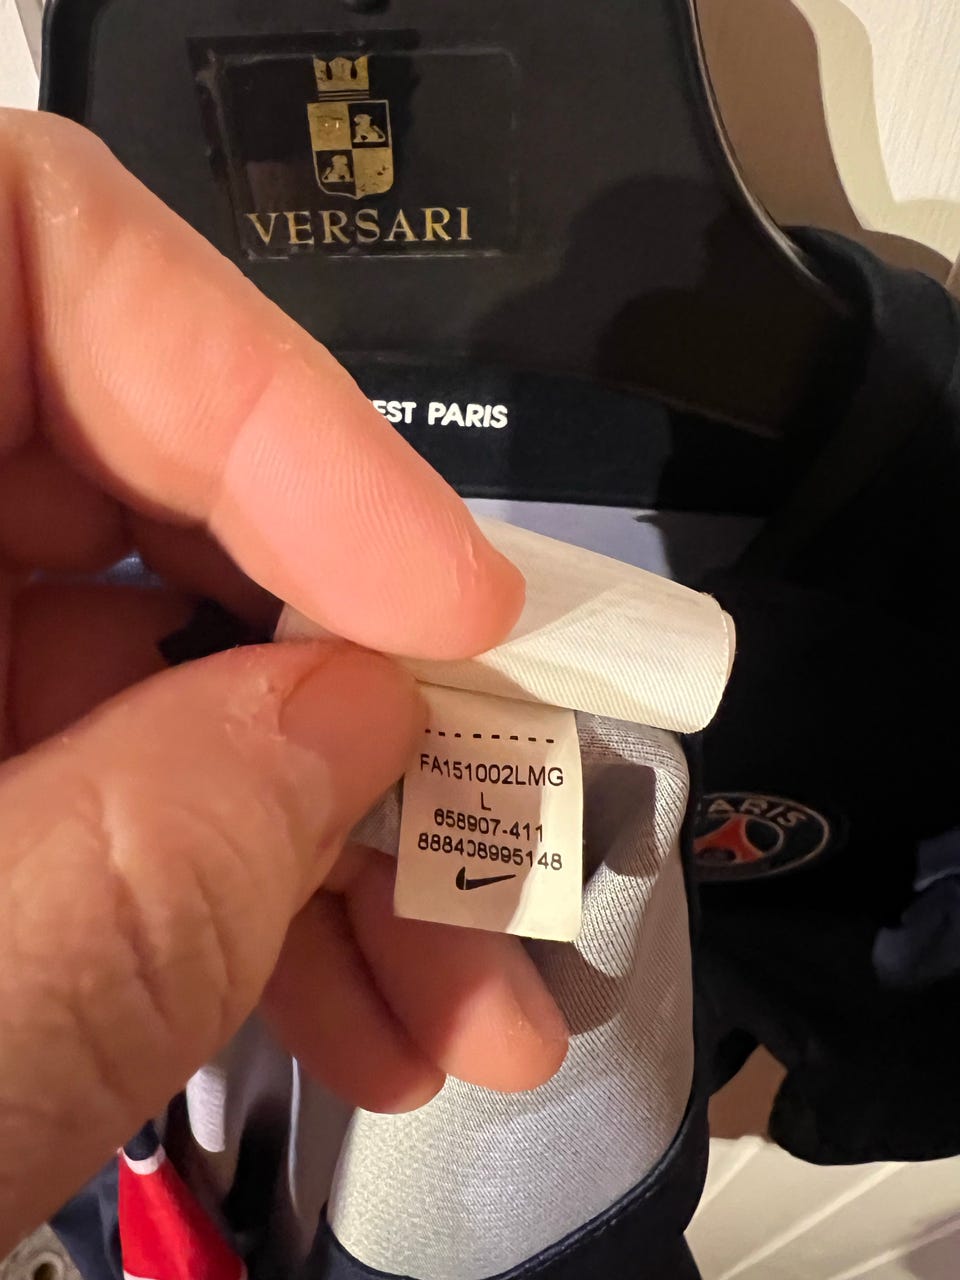 VERSARI
EST PARIS
FA151002LMG
L
658907-411
888408995148
PARIS